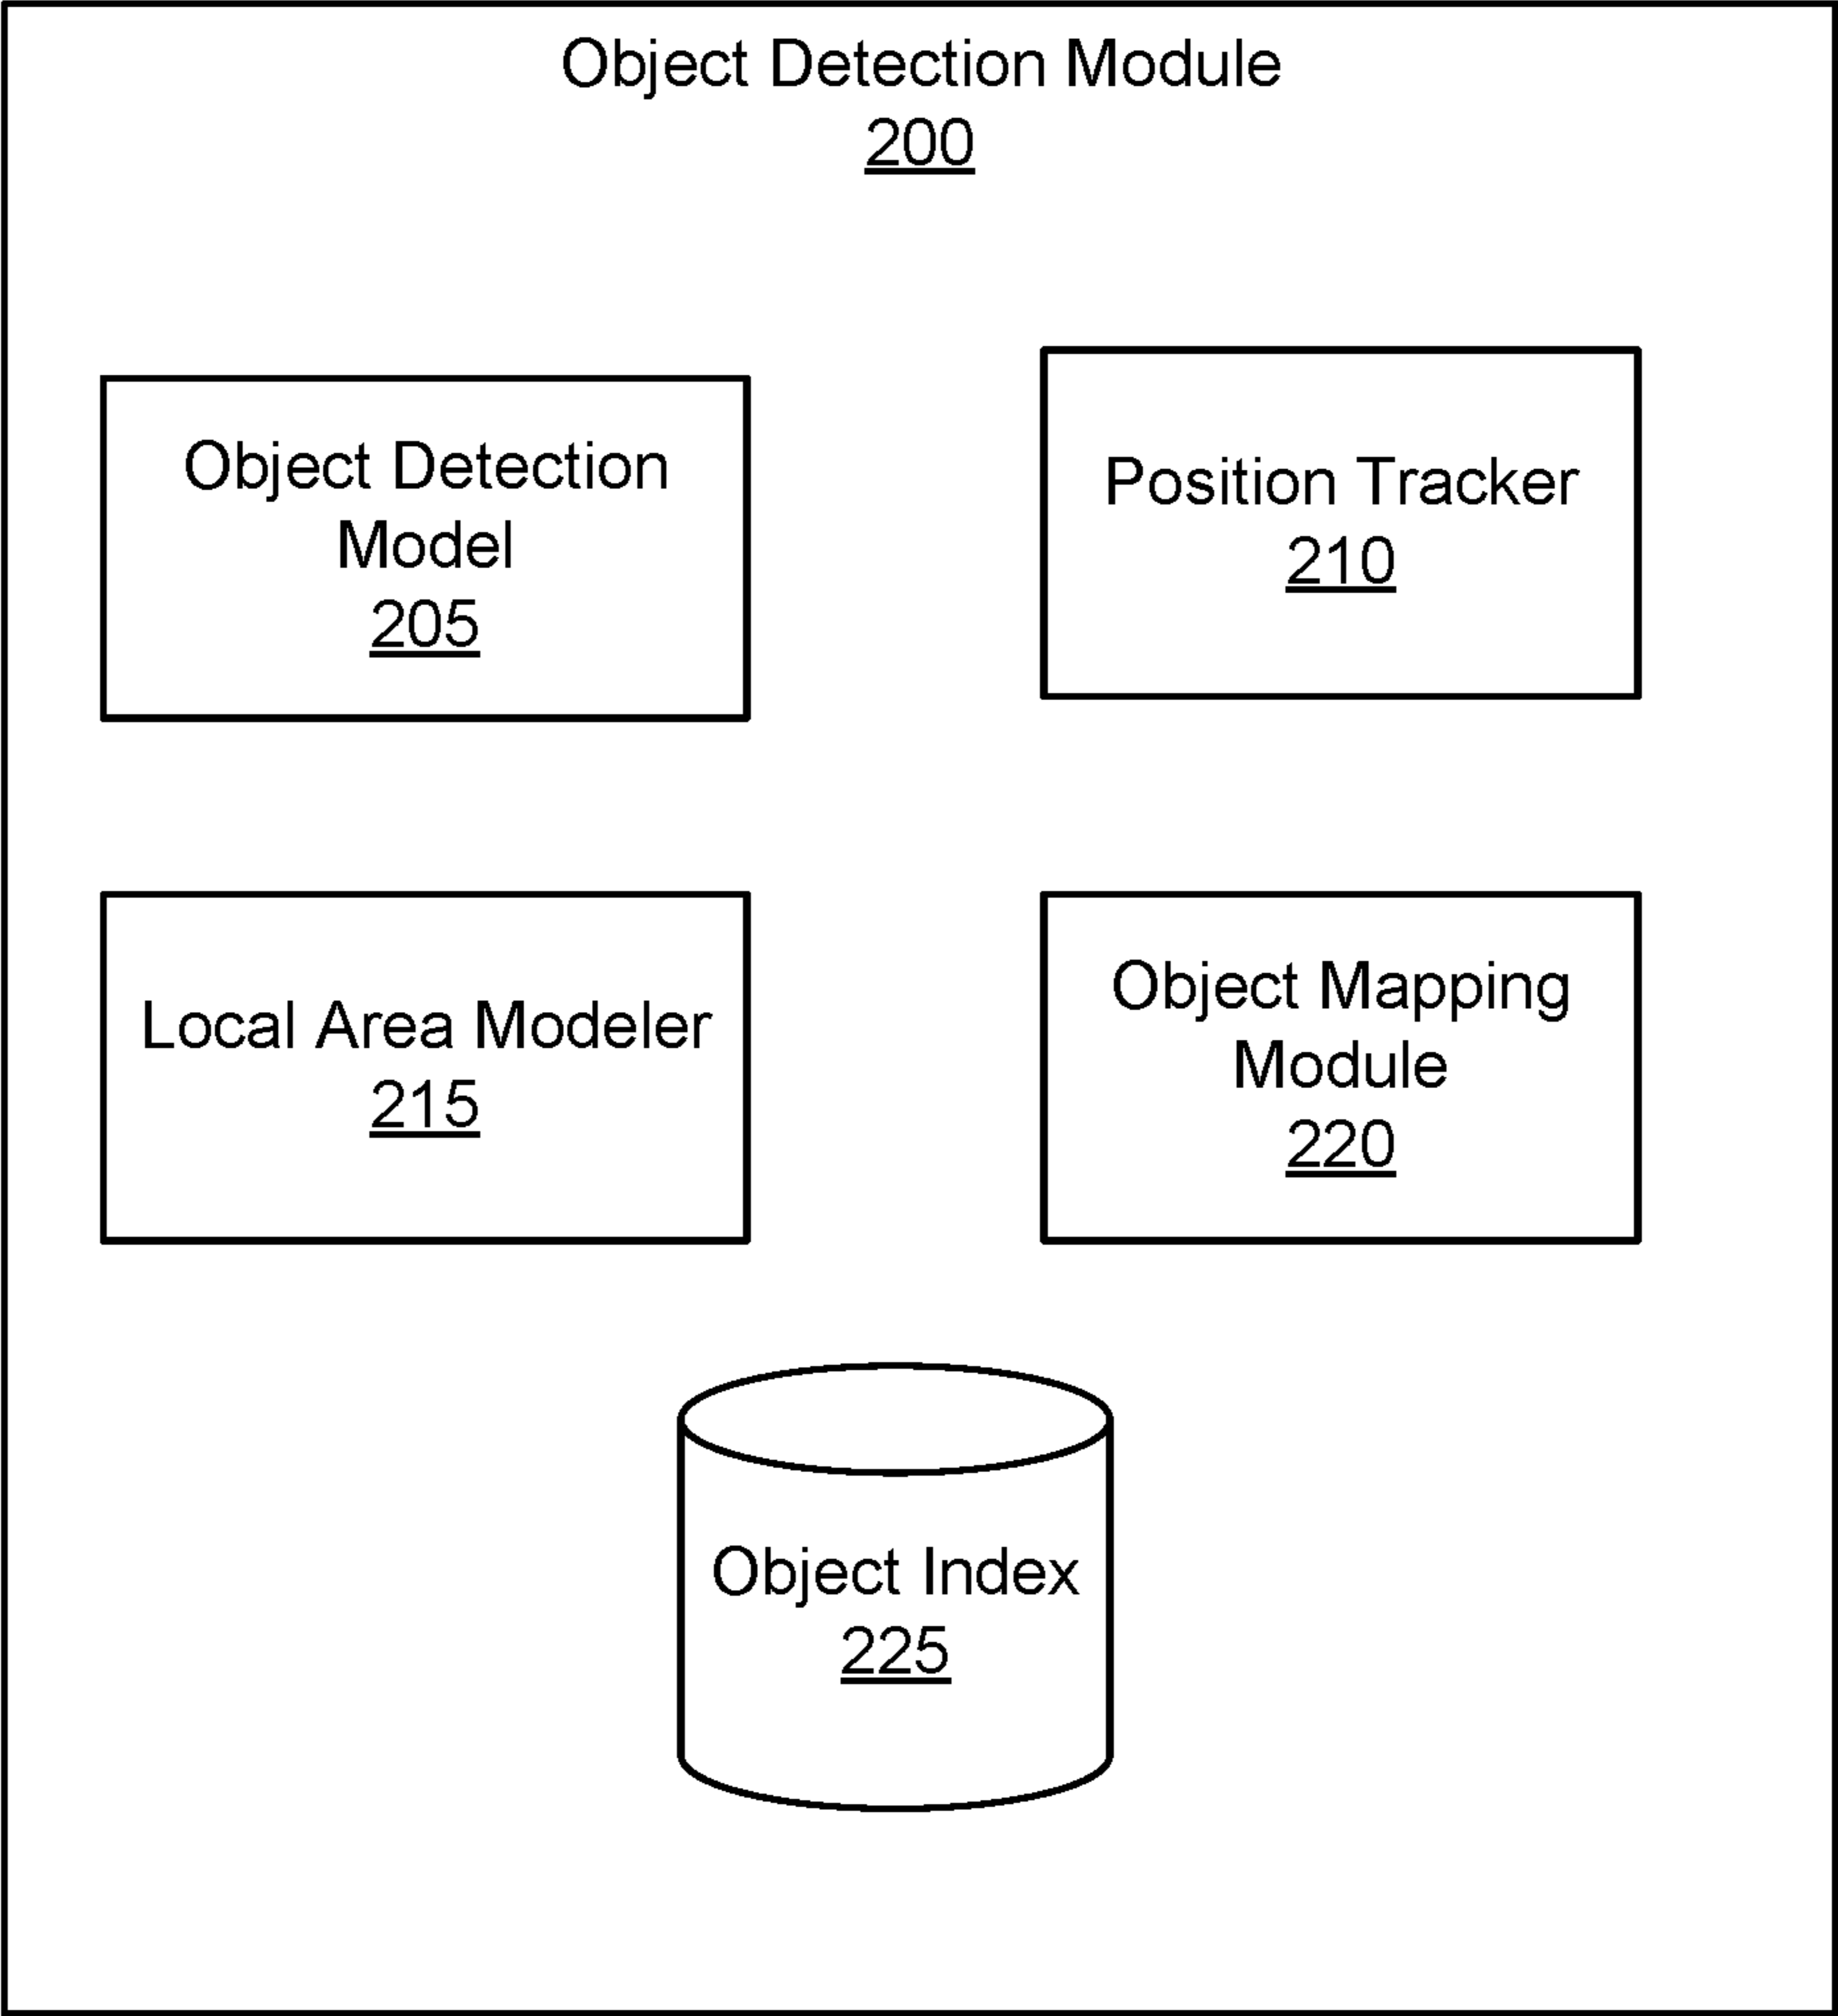 Object Detection Module
200
Object Detection
Model
205
Position Tracker
210
Local Area Modeler
215
Object Mapping
Module
220
Object Index
225